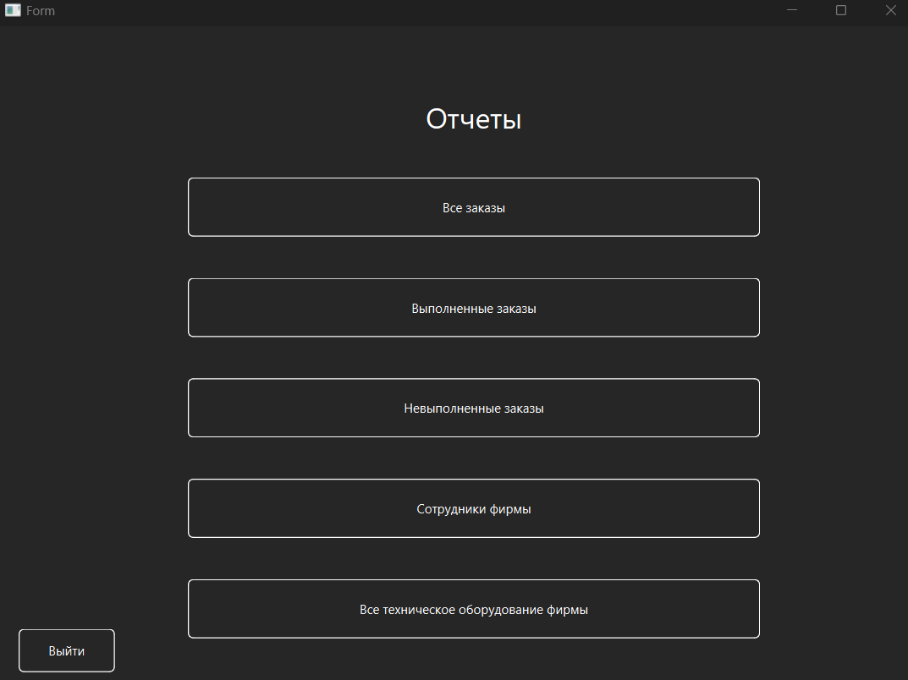 Form
Отчеты
Все заказы
Выполненные заказы
Невыполненные заказы
Сотрудники фирмы
Все техническое оборудование фирмы
Выйти